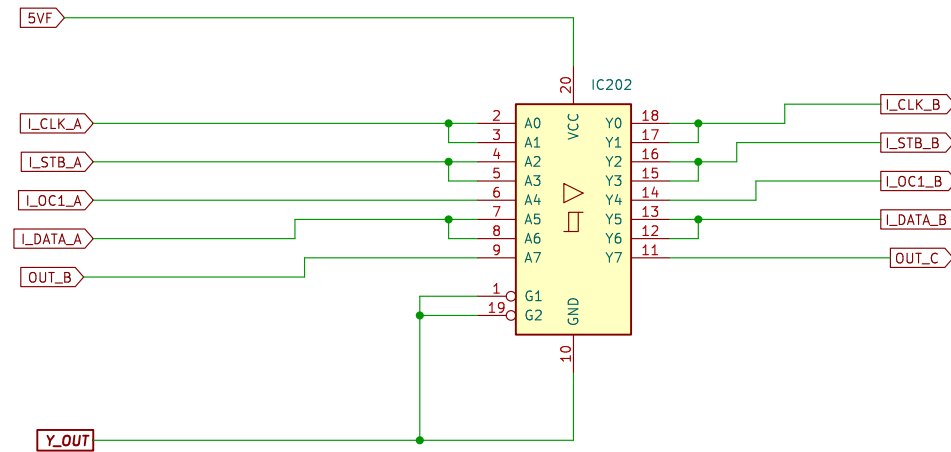 5VF
20
IC202
I_CLK_A
2
A0
VCC
Y0
18
I_CLK_B
3
A1
Y1
17
I_STB_A
4
A2
Y2
16
I_STB_B
5
A3
Y3
15
I_OC1_A
6
A4
Y4
14
I_OC1_B
7
A5
Y5
13
I_DATA_B
I_DATA_A
8
A6
Y6
12
OUT_B
9
A7
Y7
11
OUT_C
1
G1
19
G2
GND
10
Y_OUT